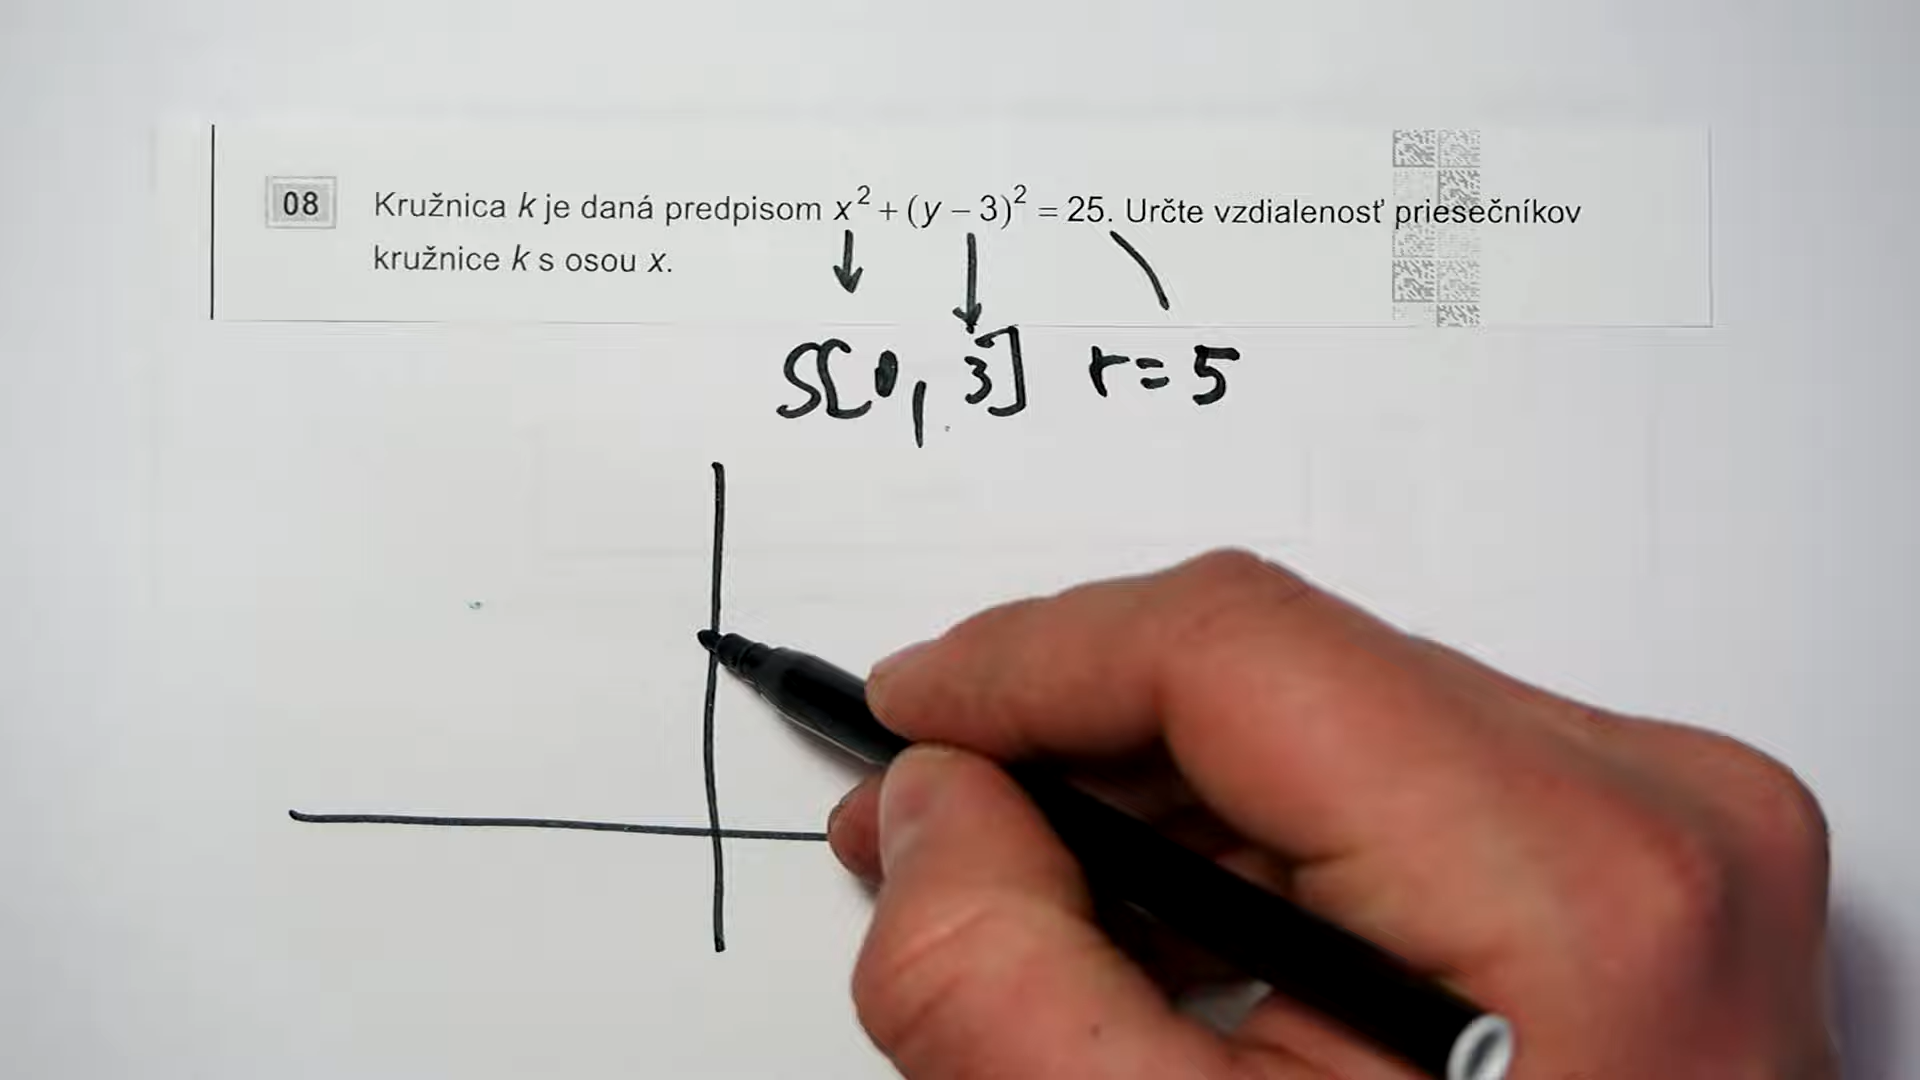 08 Kružnica k je daná predpisom x² + (y – 3)² = 25. Určte vzdialenosť priesečníkov
kružnice k s osou x.
S[0, 3] r = 5